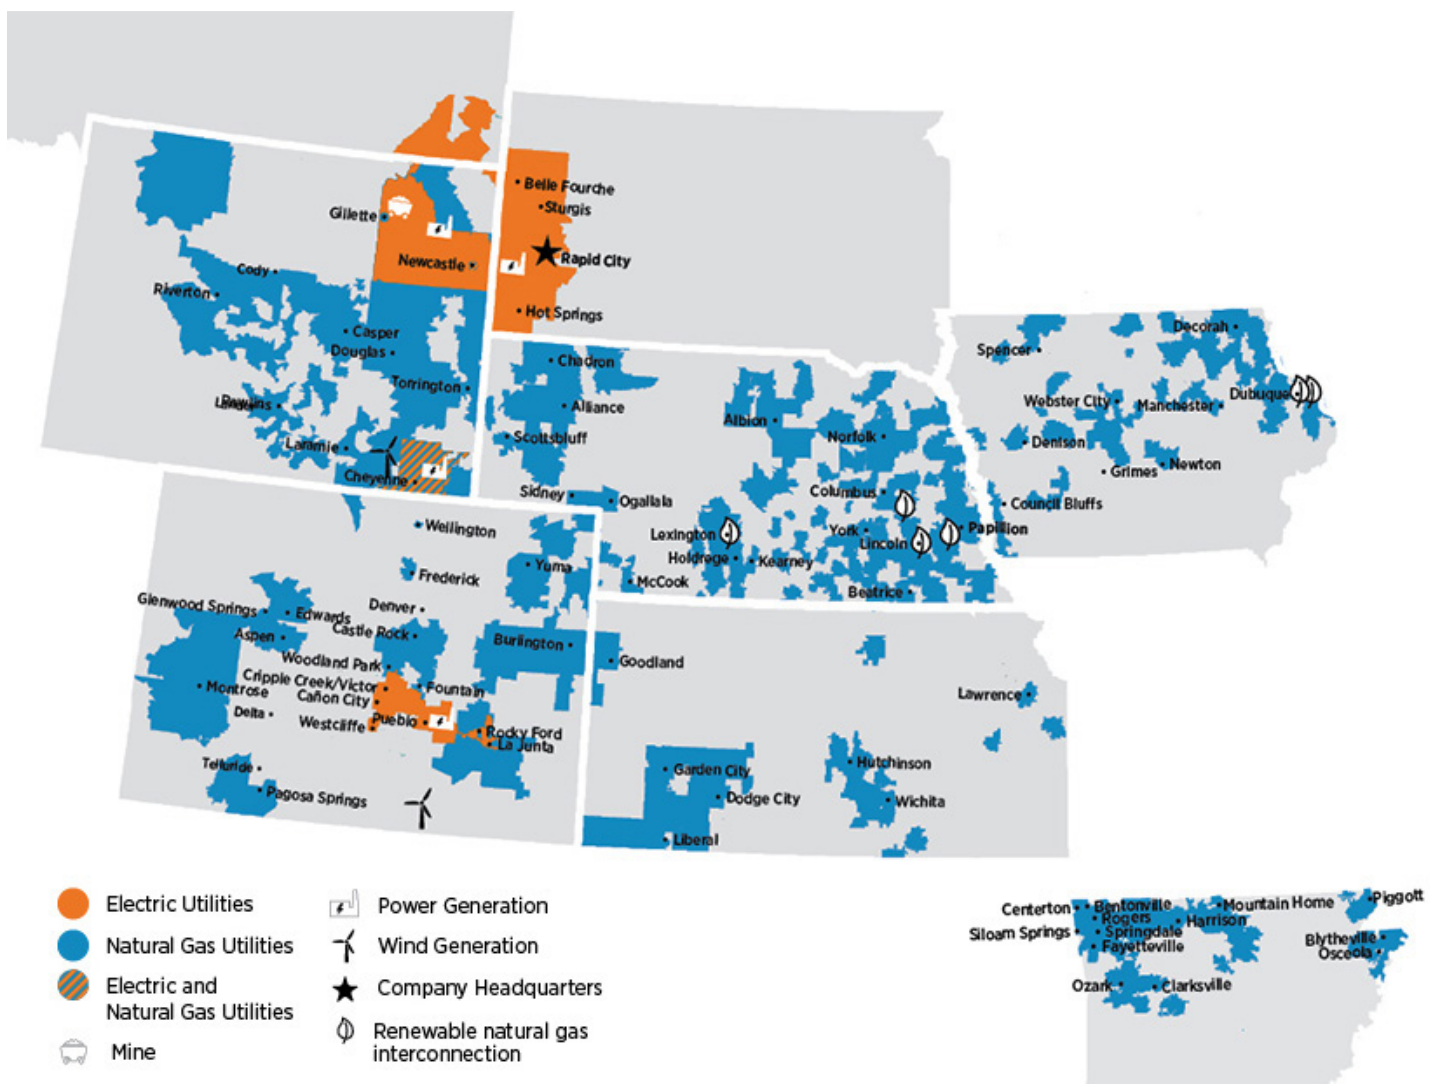 Belle Fourche
Sturgis
Gillette
Rapid City
Newcastle
Cody
Riverton
Hot Springs
Casper
Douglas
Torrington
Rawlins
Laramie
Cheyenne
Chadron
Alliance
Scottsbluff
Sidney
Ogallala
Albion
Norfolk
Columbus
Lexington
York
Lincoln
Papillion
Holdrege
Kearney
McCook
Beatrice
Decorah
Spencer
Dubuque
Webster City
Manchester
Denison
Grimes
Newton
Council Bluffs
Wellington
Yuma
Frederick
Denver
Glenwood Springs
Edwards
Castle Rock
Aspen
Burlington
Woodland Park
Cripple Creek/Victor
Fountain
Montrose
Cañon City
Delta
Pueblo
Westcliffe
Rocky Ford
La Junta
Telluride
Pagosa Springs
Goodland
Lawrence
Garden City
Hutchinson
Dodge City
Wichita
Liberal
Centerton
Bentonville
Mountain Home
Piggott
Rogers
Harrison
Siloam Springs
Springdale
Blytheville
Fayetteville
Osceola
Ozark
Clarksville
Electric Utilities
Natural Gas Utilities
Electric and
Natural Gas Utilities
Mine
Power Generation
Wind Generation
Company Headquarters
Renewable natural gas
interconnection